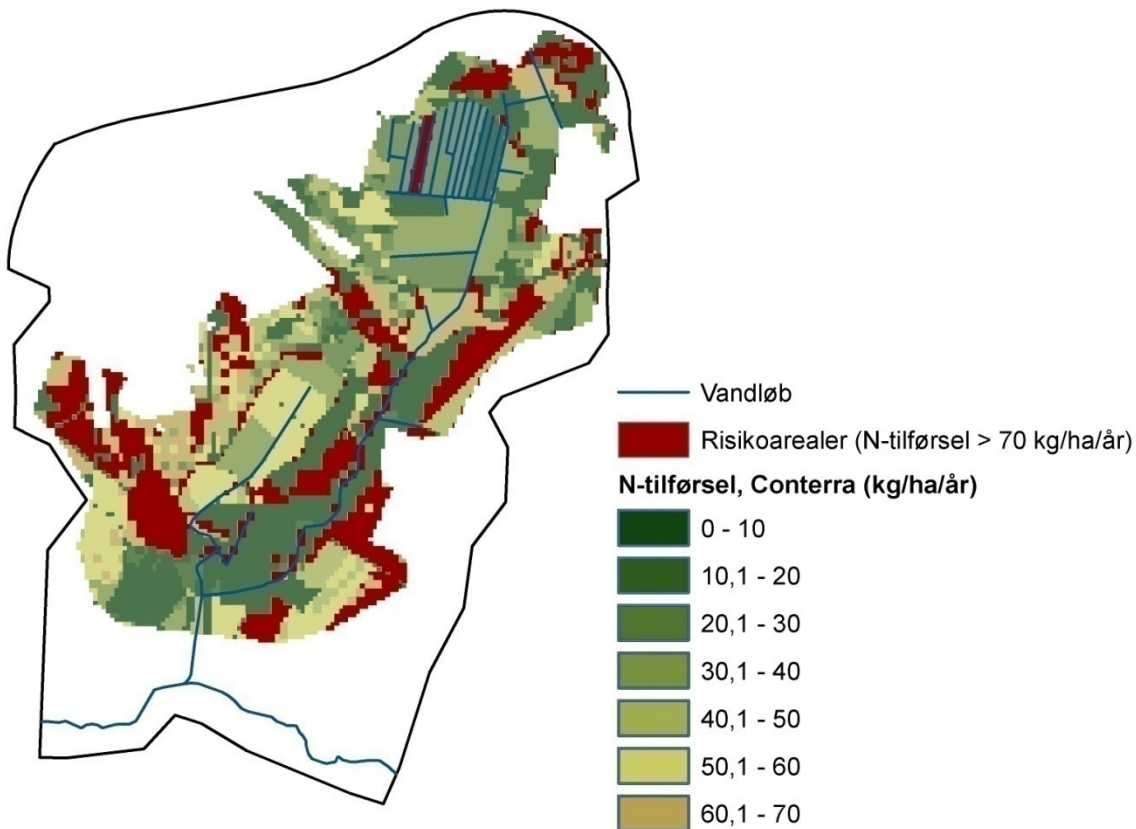 Vandløb
Risikoarealer (N-tilførsel > 70 kg/ha/år)
N-tilførsel, Conterra (kg/ha/år)
0 - 10
10,1 - 20
20,1 - 30
30,1 - 40
40,1 - 50
50,1 - 60
60,1 - 70